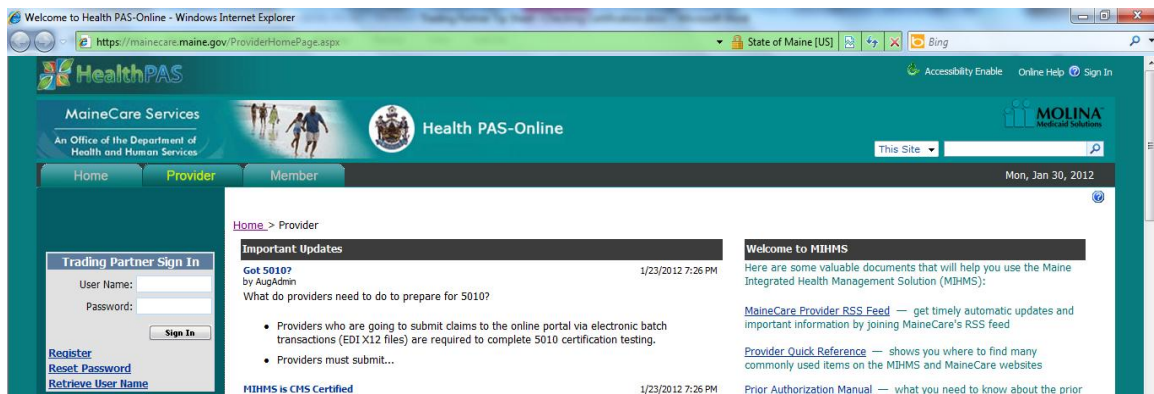 Welcome to Health PAS-Online - Windows Internet Explorer
https://mainecare.maine.gov/ProviderHomePage.aspx
State of Maine [US]
Bing
HealthPAS
Accessibility Enable Online Help Sign In
MaineCare Services
An Office of the Department of
Health and Human Services
Health PAS-Online
MOLINA
Medicaid Solutions
This Site
Home Provider Member
Mon, Jan 30, 2012
Home > Provider
Trading Partner Sign In
User Name:
Password:
Sign In
Register
Reset Password
Retrieve User Name
Important Updates
Got 5010? 1/23/2012 7:26 PM
by AugAdmin
What do providers need to do to prepare for 5010?
• Providers who are going to submit claims to the online portal via electronic batch
transactions (EDI X12 files) are required to complete 5010 certification testing.
• Providers must submit...
MIHMS is CMS Certified 1/23/2012 7:26 PM
Welcome to MIHMS
Here are some valuable documents that will help you use the Maine
Integrated Health Management Solution (MIHMS):
MaineCare Provider RSS Feed — get timely automatic updates and
important information by joining MaineCare's RSS feed
Provider Quick Reference — shows you where to find many
commonly used items on the MIHMS and MaineCare websites
Prior Authorization Manual — what you need to know about the prior